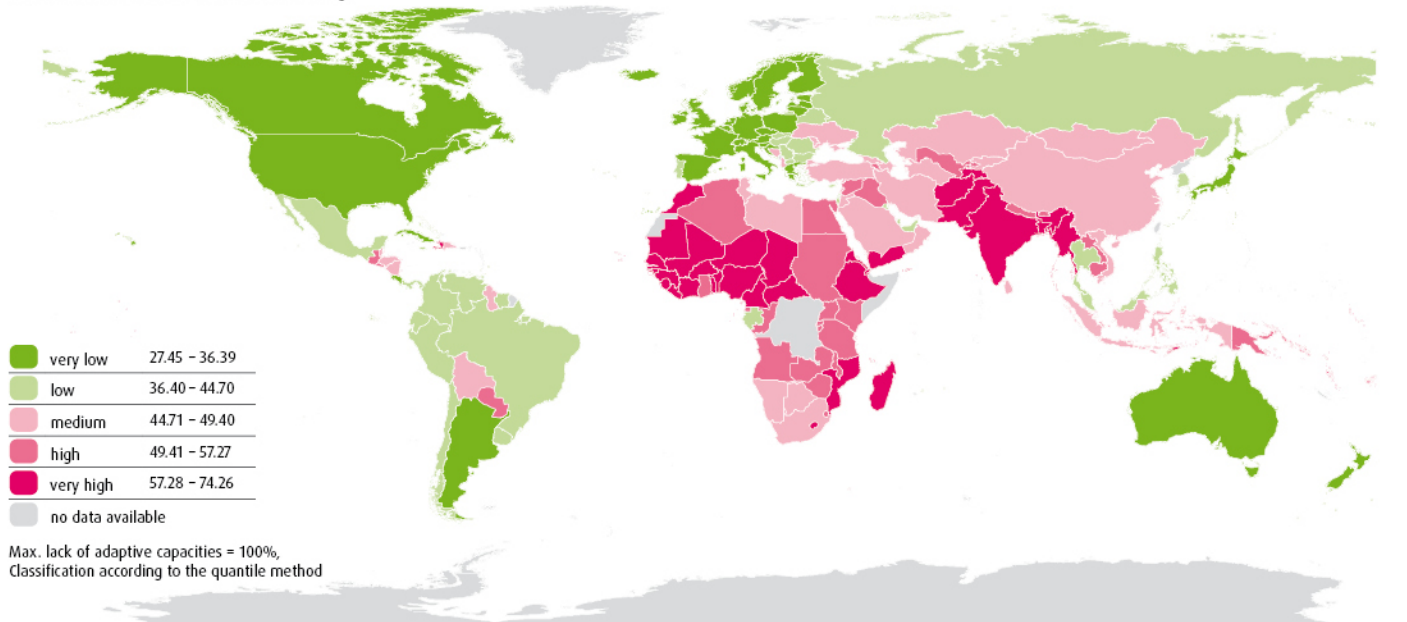 very low 27.45 – 36.39
low 36.40 – 44.70
medium 44.71 – 49.40
high 49.41 – 57.27
very high 57.28 – 74.26
no data available
Max. lack of adaptive capacities = 100%,
Classification according to the quantile method